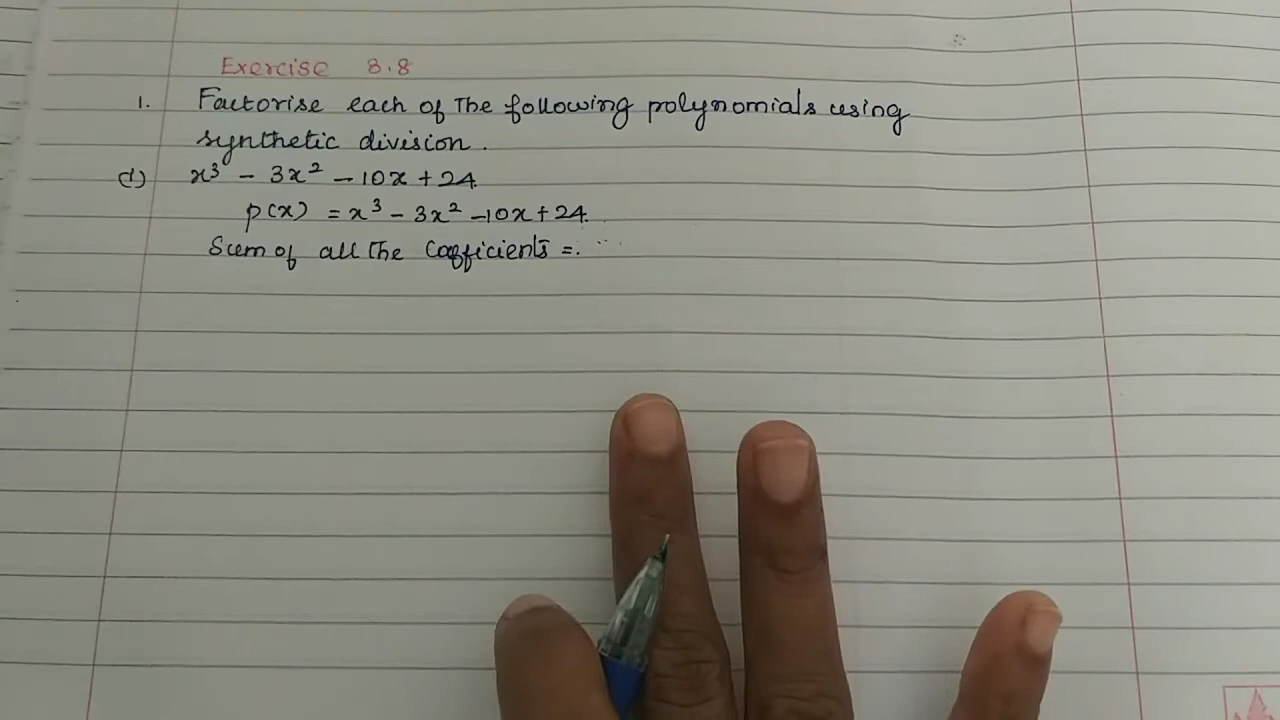 Exercise 3.8
1. Factorise each of The following polynomials using
synthetic division.
d) x³ - 3x² - 10x + 24.
p(x) = x³ - 3x² - 10x + 24.
Sum of all The Coefficients =